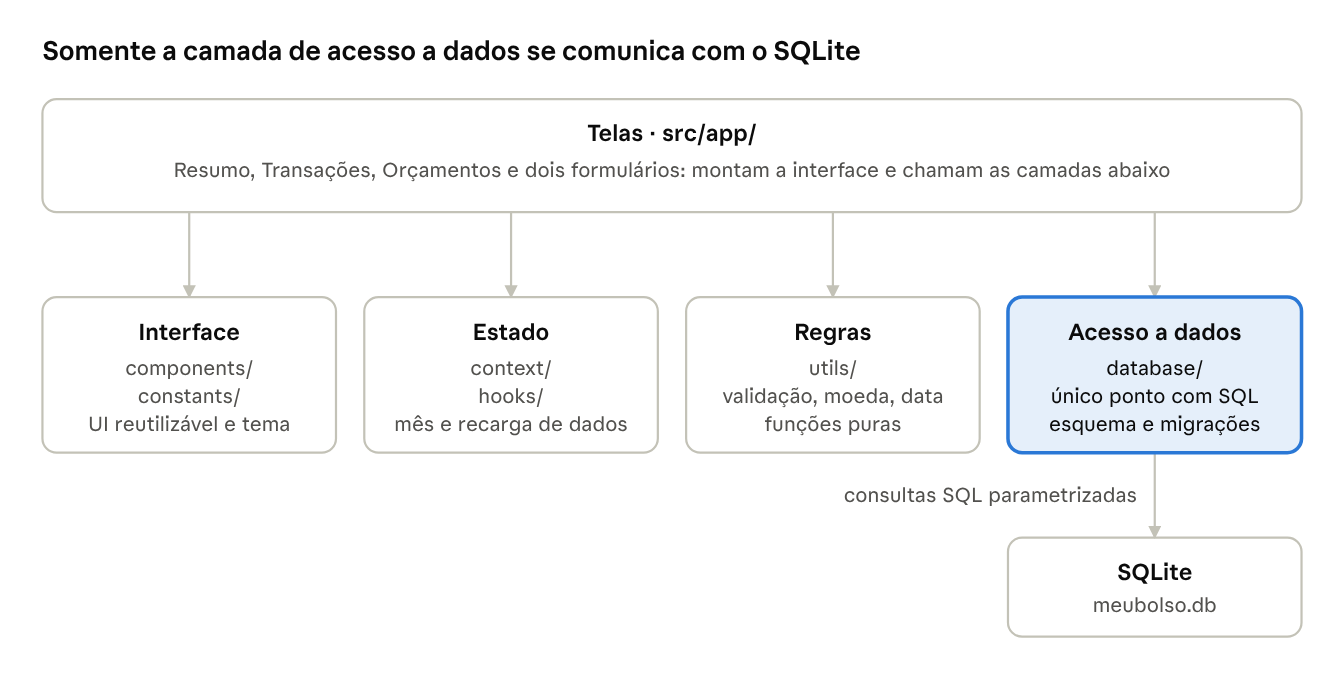 Somente a camada de acesso a dados se comunica com o SQLite
Telas · src/app/
Resumo, Transações, Orçamentos e dois formulários: montam a interface e chamam as camadas abaixo
Interface
components/
constants/
UI reutilizável e tema
Estado
context/
hooks/
mês e recarga de dados
Regras
utils/
validação, moeda, data
funções puras
Acesso a dados
database/
único ponto com SQL
esquema e migrações
consultas SQL parametrizadas
SQLite
meubolso.db